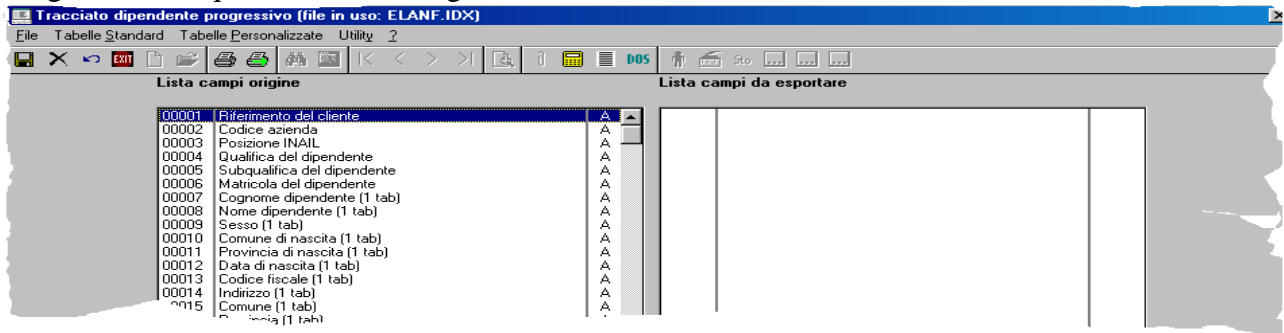 Tracciato dipendente progressivo (file in uso: ELANF.IDX)
File Tabelle Standard Tabelle Personalizzate Utility ?
EXIT DOS Sto ... ... ...
Lista campi origine
Lista campi da esportare
00001 Riferimento del cliente A
00002 Codice azienda A
00003 Posizione INAIL A
00004 Qualifica del dipendente A
00005 Subqualifica del dipendente A
00006 Matricola del dipendente A
00007 Cognome dipendente (1 tab) A
00008 Nome dipendente (1 tab) A
00009 Sesso (1 tab) A
00010 Comune di nascita (1 tab) A
00011 Provincia di nascita (1 tab) A
00012 Data di nascita (1 tab) A
00013 Codice fiscale (1 tab) A
00014 Indirizzo (1 tab) A
0015 Comune (1 tab) A
(1 tab)